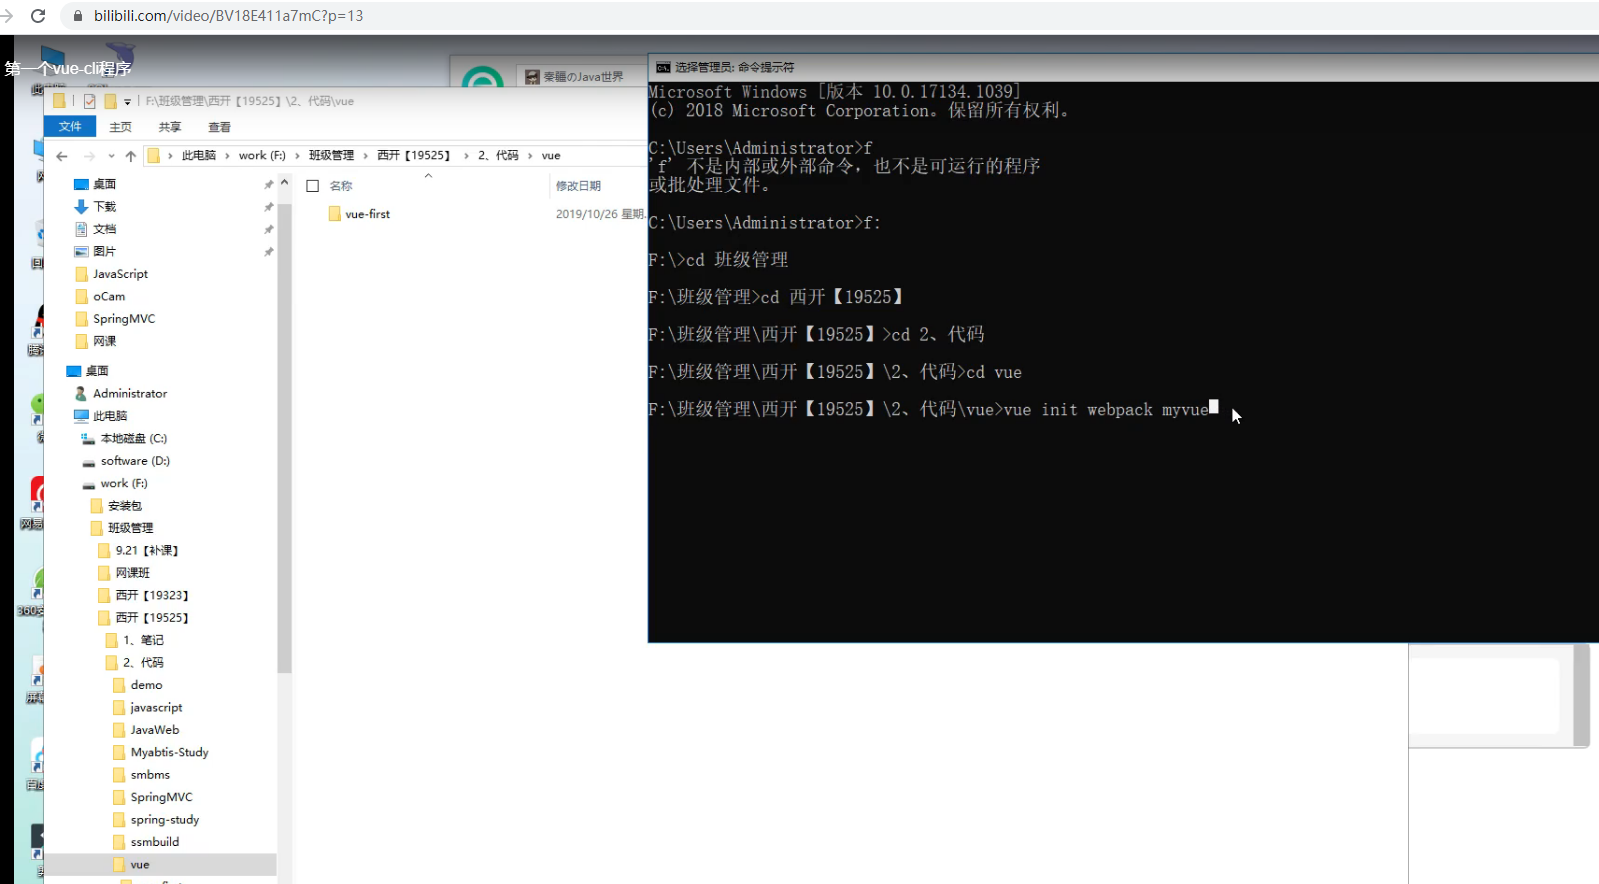 bilibili.com/video/BV18E411a7mC?p=13
第一个vue-cli程序
秦疆のJava世界
选择管理员: 命令提示符
F:\班级管理\西开【19525】\2、代码\vue
文件
主页
共享
查看
此电脑 › work (F:) › 班级管理 › 西开【19525】 › 2、代码 › vue
名称
修改日期
vue-first
2019/10/26 星期
桌面
下载
文档
图片
JavaScript
oCam
SpringMVC
网课
桌面
Administrator
此电脑
本地磁盘 (C:)
software (D:)
work (F:)
安装包
班级管理
9.21【补课】
网课班
西开【19323】
西开【19525】
1、笔记
2、代码
demo
javascript
JavaWeb
Myabtis-Study
smbms
SpringMVC
spring-study
ssmbuild
vue
Microsoft Windows [版本 10.0.17134.1039]
(c) 2018 Microsoft Corporation。保留所有权利。
C:\Users\Administrator>f
'f' 不是内部或外部命令，也不是可运行的程序
或批处理文件。
C:\Users\Administrator>f:
F:\>cd 班级管理
F:\班级管理>cd 西开【19525】
F:\班级管理\西开【19525】>cd 2、代码
F:\班级管理\西开【19525】\2、代码>cd vue
F:\班级管理\西开【19525】\2、代码\vue>vue init webpack myvue